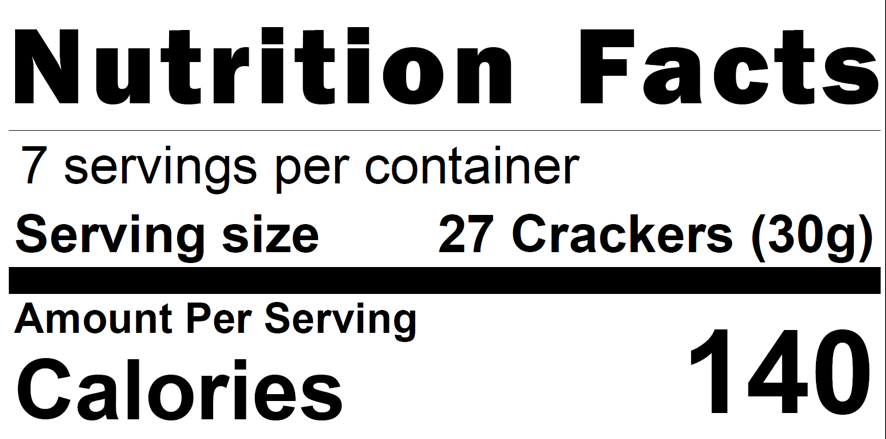 Nutrition Facts
7 servings per container
Serving size 27 Crackers (30g)
Amount Per Serving
Calories 140